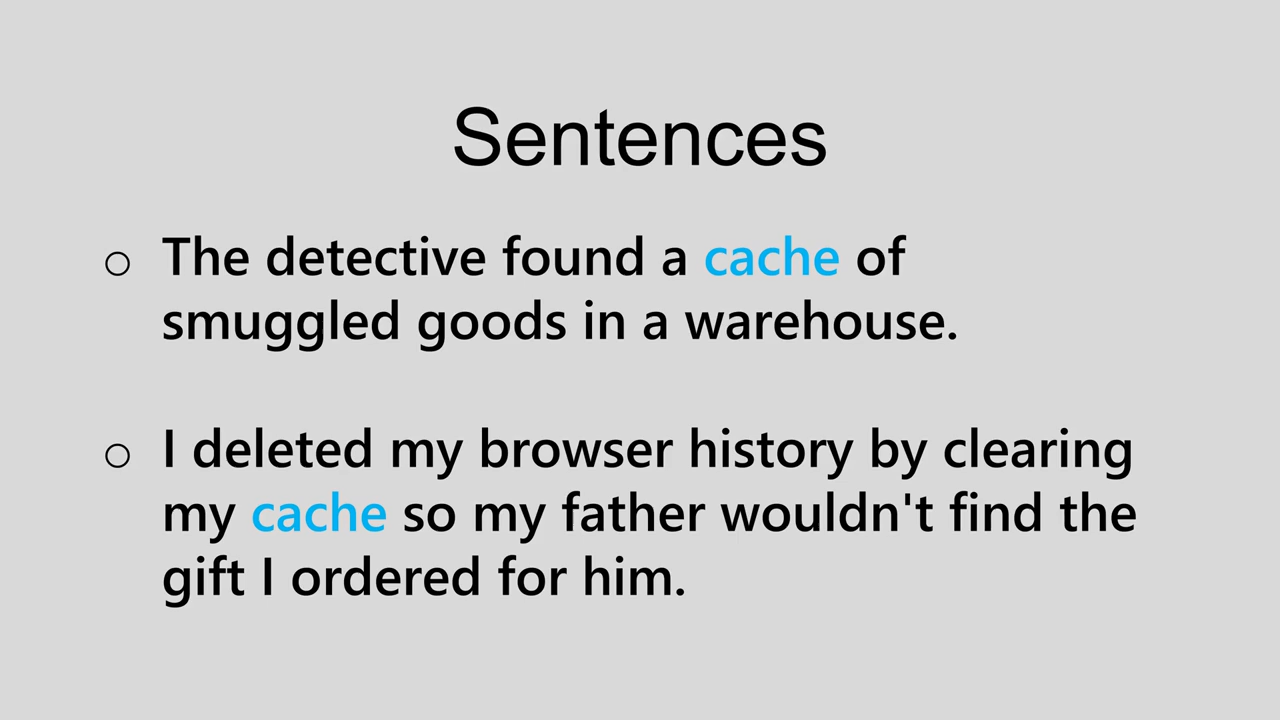 Sentences
○ The detective found a cache of
smuggled goods in a warehouse.
○ I deleted my browser history by clearing
my cache so my father wouldn't find the
gift I ordered for him.